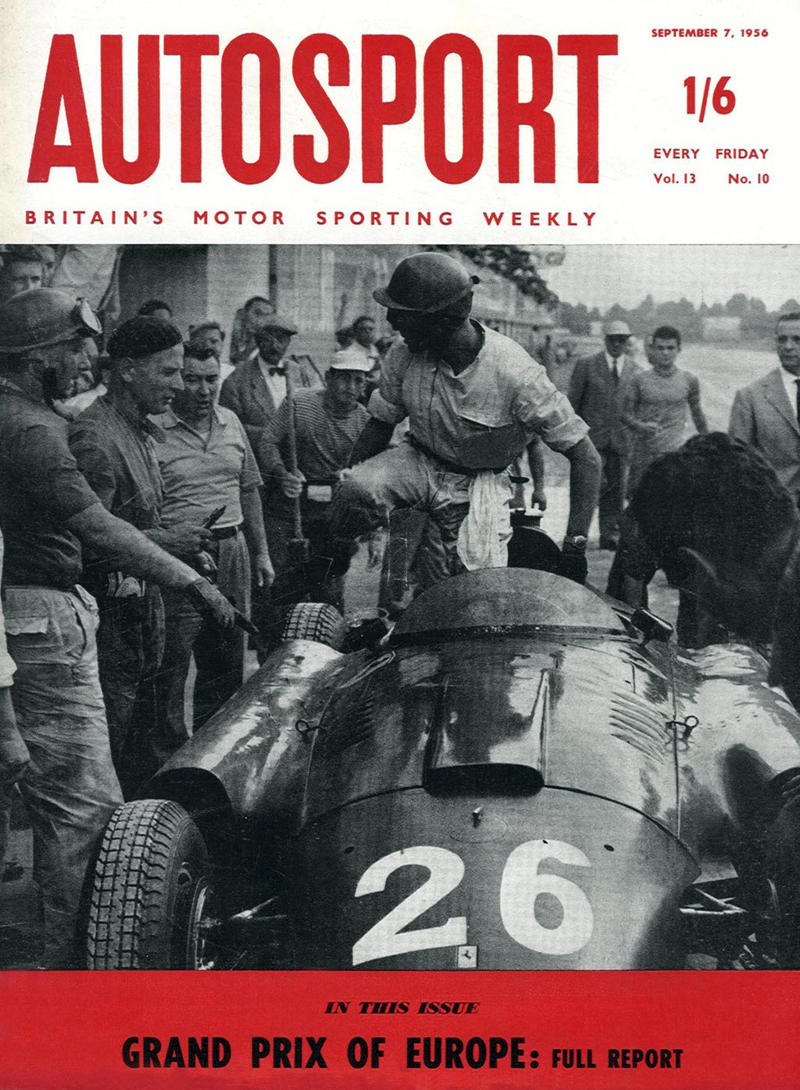 AUTOSPORT
SEPTEMBER 7, 1956
1/6
EVERY FRIDAY
Vol. 13 No. 10
BRITAIN'S MOTOR SPORTING WEEKLY
26
IN THIS ISSUE
GRAND PRIX OF EUROPE: FULL REPORT